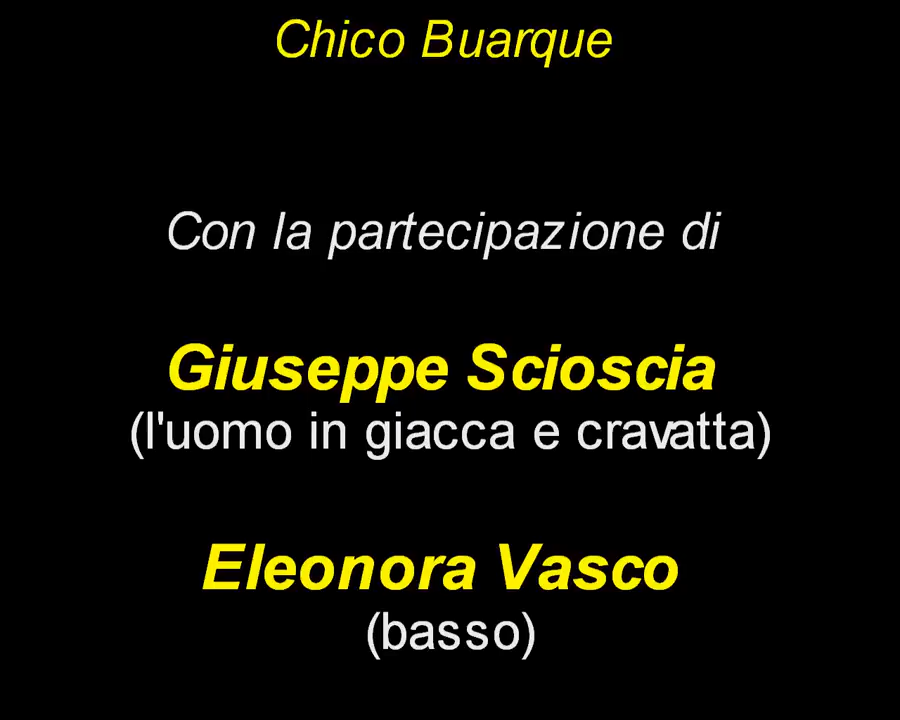 Chico Buarque
Con la partecipazione di
Giuseppe Scioscia
(l'uomo in giacca e cravatta)
Eleonora Vasco
(basso)